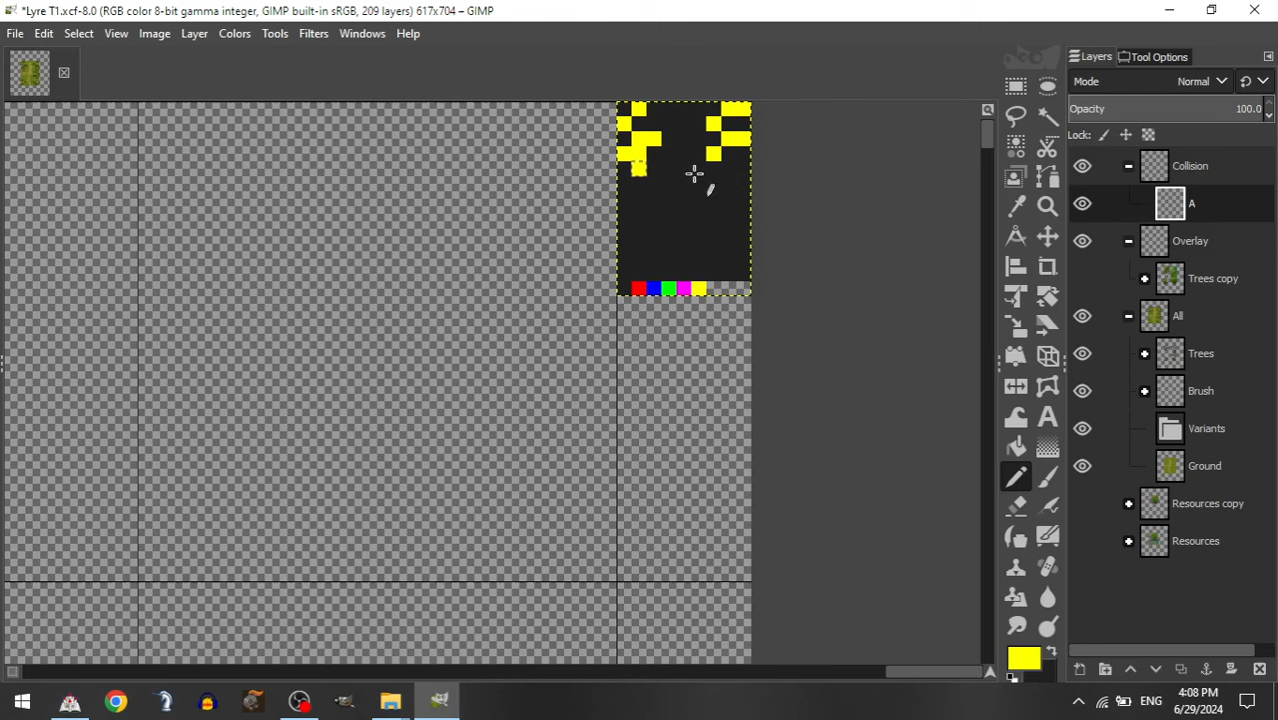 *Lyre T1.xcf-8.0 (RGB color 8-bit gamma integer, GIMP built-in sRGB, 209 layers) 617x704 – GIMP
File Edit Select View Image Layer Colors Tools Filters Windows Help
Layers Tool Options
Mode Normal
Opacity 100.0
Lock:
Collision
A
Overlay
Trees copy
All
Trees
Brush
Variants
Ground
Resources copy
Resources
ENG
4:08 PM
6/29/2024